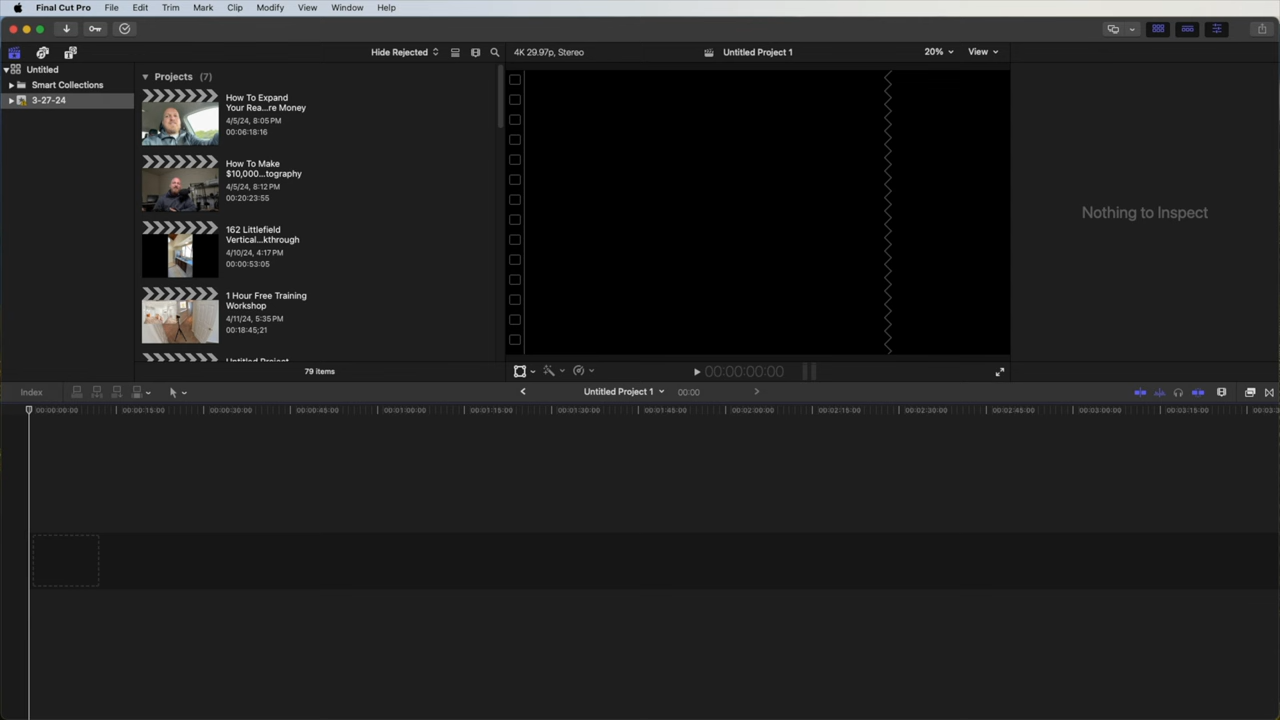 Final Cut Pro File Edit Trim Mark Clip Modify View Window Help
Hide Rejected 4K 29.97p, Stereo Untitled Project 1 20% View
Untitled
Smart Collections
3-27-24
Projects (7)
How To Expand
Your Rea...re Money
4/5/24, 8:05 PM
00:06:18:16
How To Make
$10,000...tography
4/5/24, 8:12 PM
00:20:23:55
162 Littlefield
Vertical...kthrough
4/10/24, 4:17 PM
00:00:53:05
1 Hour Free Training
Workshop
4/11/24, 5:35 PM
00:18:45;21
Untitled Project
79 items
Nothing to Inspect
00:00:00:00
Index Untitled Project 1 00:00
00:00:00:00 00:00:15:00 00:00:30:00 00:00:45:00 00:01:00:00 00:01:15:00 00:01:30:00 00:01:45:00 00:02:00:00 00:02:15:00 00:02:30:00 00:02:45:00 00:03:00:00 00:03:15:00